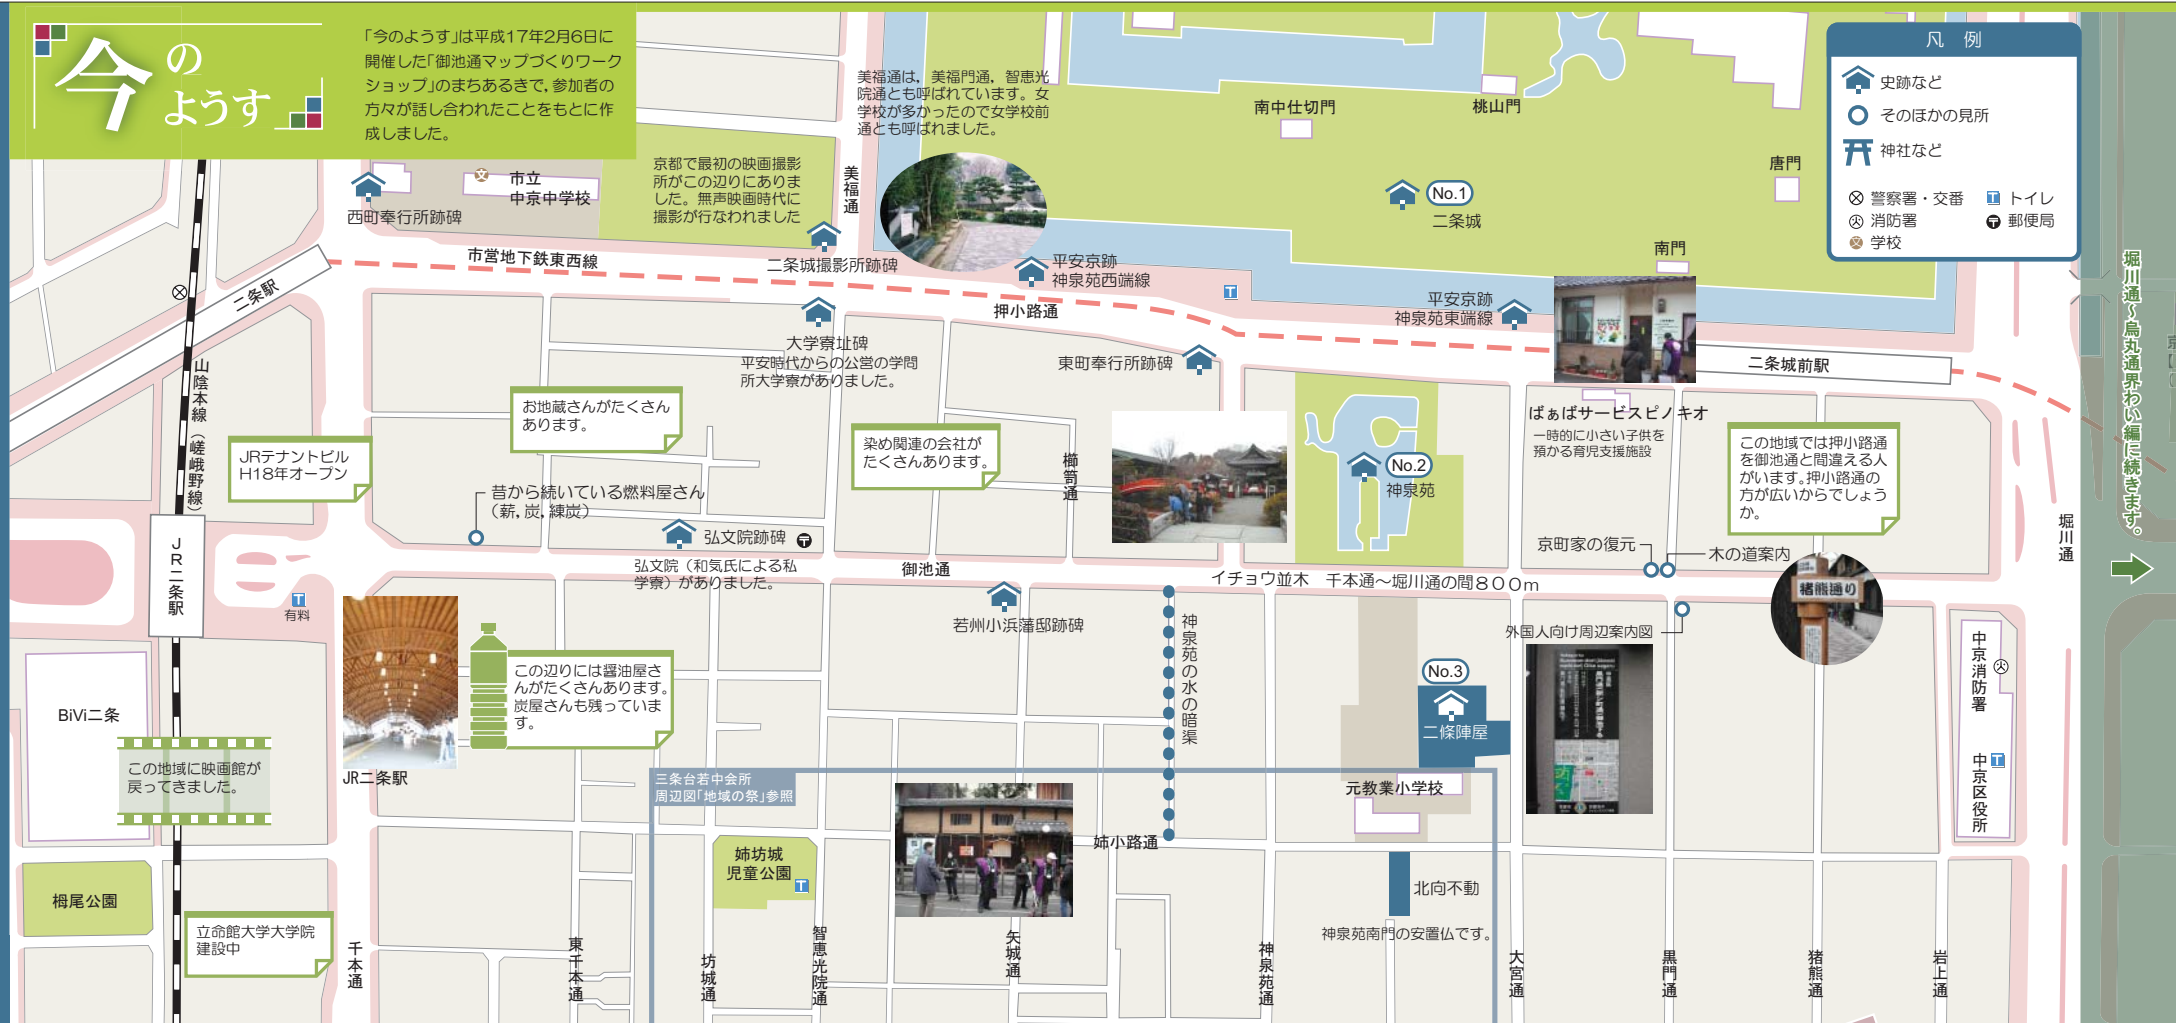 今の
ようす
「今のようす」は平成17年2月6日に
開催した「御池通マップづくりワーク
ショップ」のまちあるきで，参加者の
方々が話し合われたことをもとに作
成しました。
美福通は，美福門通，智恵光
院通とも呼ばれています。女
学校が多かったので女学校前
通とも呼ばれました。
凡 例
史跡など
そのほかの見所
神社など
警察署・交番
トイレ
消防署
郵便局
学校
南中仕切門
桃山門
唐門
南門
No.1
二条城
市立
中京中学校
西町奉行所跡碑
京都で最初の映画撮影
所がこの辺りにありま
した。無声映画時代に
撮影が行なわれました
美福通
二条城撮影所跡碑
市営地下鉄東西線
平安京跡
神泉苑西端線
平安京跡
神泉苑東端線
二条駅
押小路通
二条城前駅
堀川通～烏丸通界わい編に続きます。
山陰本線（嵯峨野線）
大学寮址碑
平安時代からの公営の学問
所大学寮がありました。
東町奉行所跡碑
お地蔵さんがたくさん
あります。
JRテナントビル
H18年オープン
染め関連の会社が
たくさんあります。
櫛笥通
No.2
神泉苑
ばぁばサービスピノキオ
一時的に小さい子供を
預かる育児支援施設
この地域では押小路通
を御池通と間違える人
がいます。押小路通の
方が広いからでしょう
か。
昔から続いている燃料屋さん
（薪，炭，練炭）
弘文院跡碑
弘文院（和気氏による私
学寮）がありました。
御池通
イチョウ並木　千本通～堀川通の間800m
京町家の復元
木の道案内
猪熊通り
堀川通
JR二条駅
有料
若州小浜藩邸跡碑
神泉苑の水の暗渠
外国人向け周辺案内図
中京消防署
中京区役所
No.3
二條陣屋
元教業小学校
BiVi二条
この地域に映画館が
戻ってきました。
JR二条駅
この辺りには醤油屋さ
んがたくさんあります。
炭屋さんも残っていま
す。
三条台若中会所
周辺図「地域の祭」参照
姉小路通
姉坊城
児童公園
北向不動
神泉苑南門の安置仏です。
栂尾公園
立命館大学大学院
建設中
千本通
東千本通
坊城通
智恵光院通
矢城通
神泉苑通
大宮通
黒門通
猪熊通
岩上通